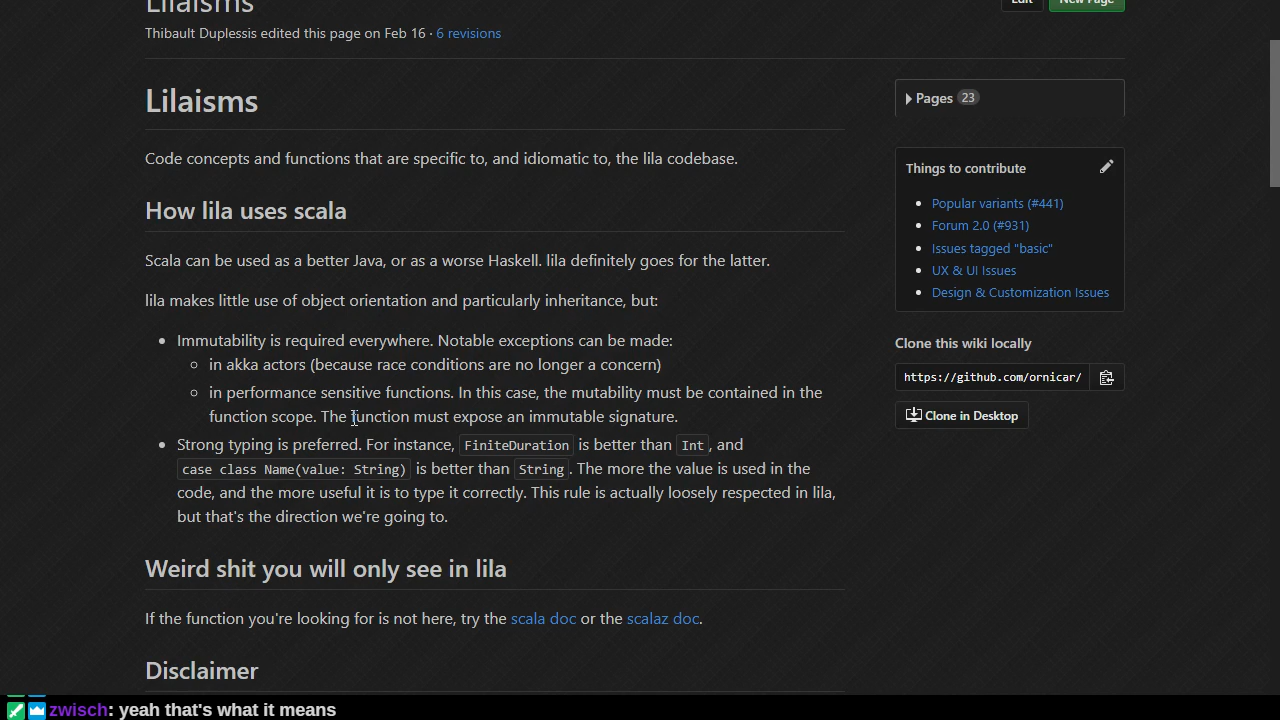 Lilaisms
Edit
New Page
Thibault Duplessis edited this page on Feb 16 · 6 revisions
Lilaisms
Code concepts and functions that are specific to, and idiomatic to, the lila codebase.
How lila uses scala
Scala can be used as a better Java, or as a worse Haskell. lila definitely goes for the latter.
lila makes little use of object orientation and particularly inheritance, but:
Immutability is required everywhere. Notable exceptions can be made:
in akka actors (because race conditions are no longer a concern)
in performance sensitive functions. In this case, the mutability must be contained in the
function scope. The function must expose an immutable signature.
Strong typing is preferred. For instance, FiniteDuration is better than Int, and
case class Name(value: String) is better than String. The more the value is used in the
code, and the more useful it is to type it correctly. This rule is actually loosely respected in lila,
but that's the direction we're going to.
Weird shit you will only see in lila
If the function you're looking for is not here, try the scala doc or the scalaz doc.
Disclaimer
Pages 23
Things to contribute
Popular variants (#441)
Forum 2.0 (#931)
Issues tagged "basic"
UX & UI Issues
Design & Customization Issues
Clone this wiki locally
https://github.com/ornicar/
Clone in Desktop
zwisch: yeah that's what it means